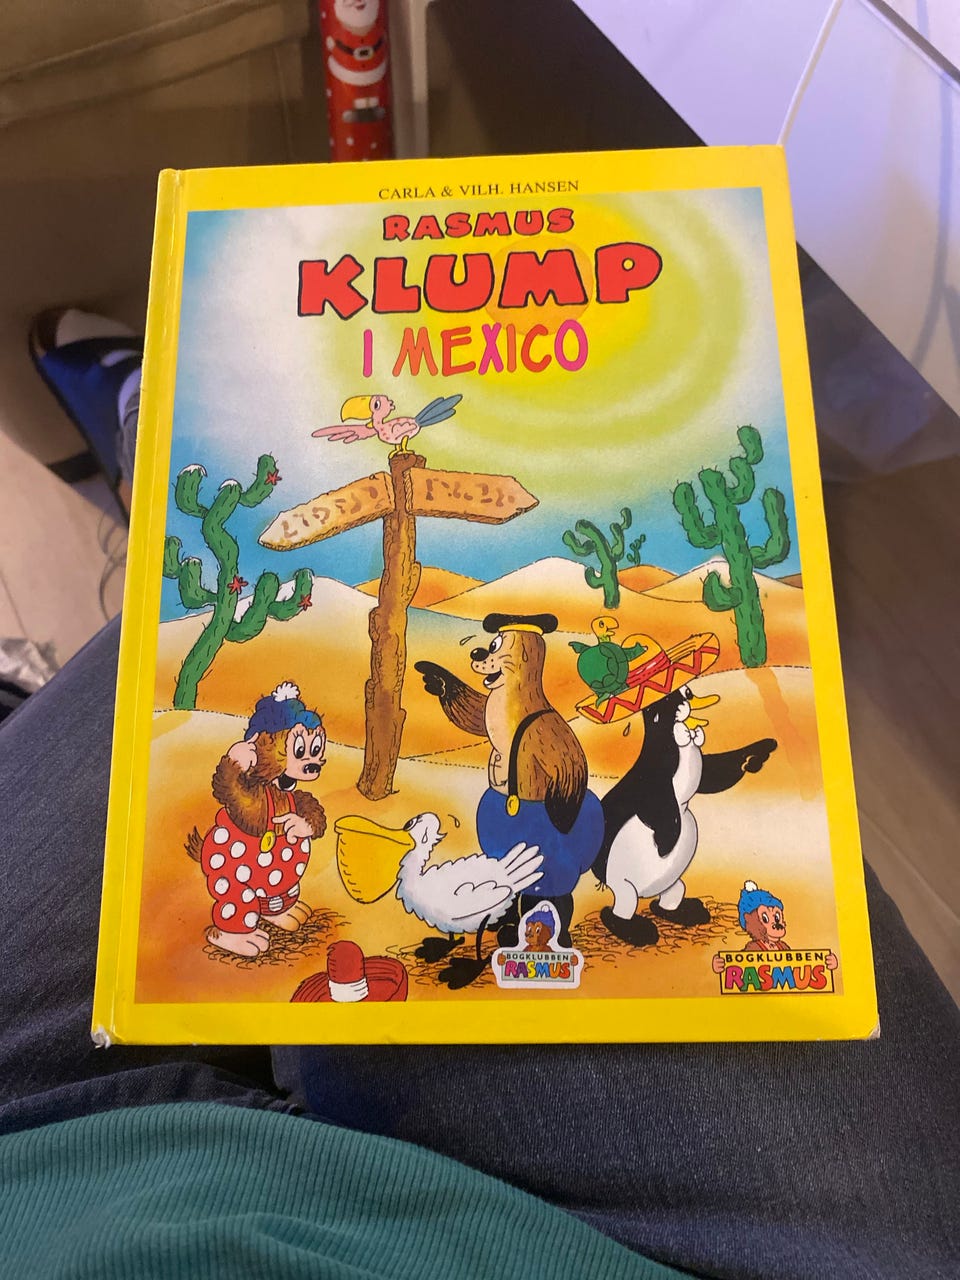 CARLA & VILH. HANSEN
RASMUS
KLUMP
I MEXICO
BOGKLUBBEN
RASMUS
BOGKLUBBEN
RASMUS